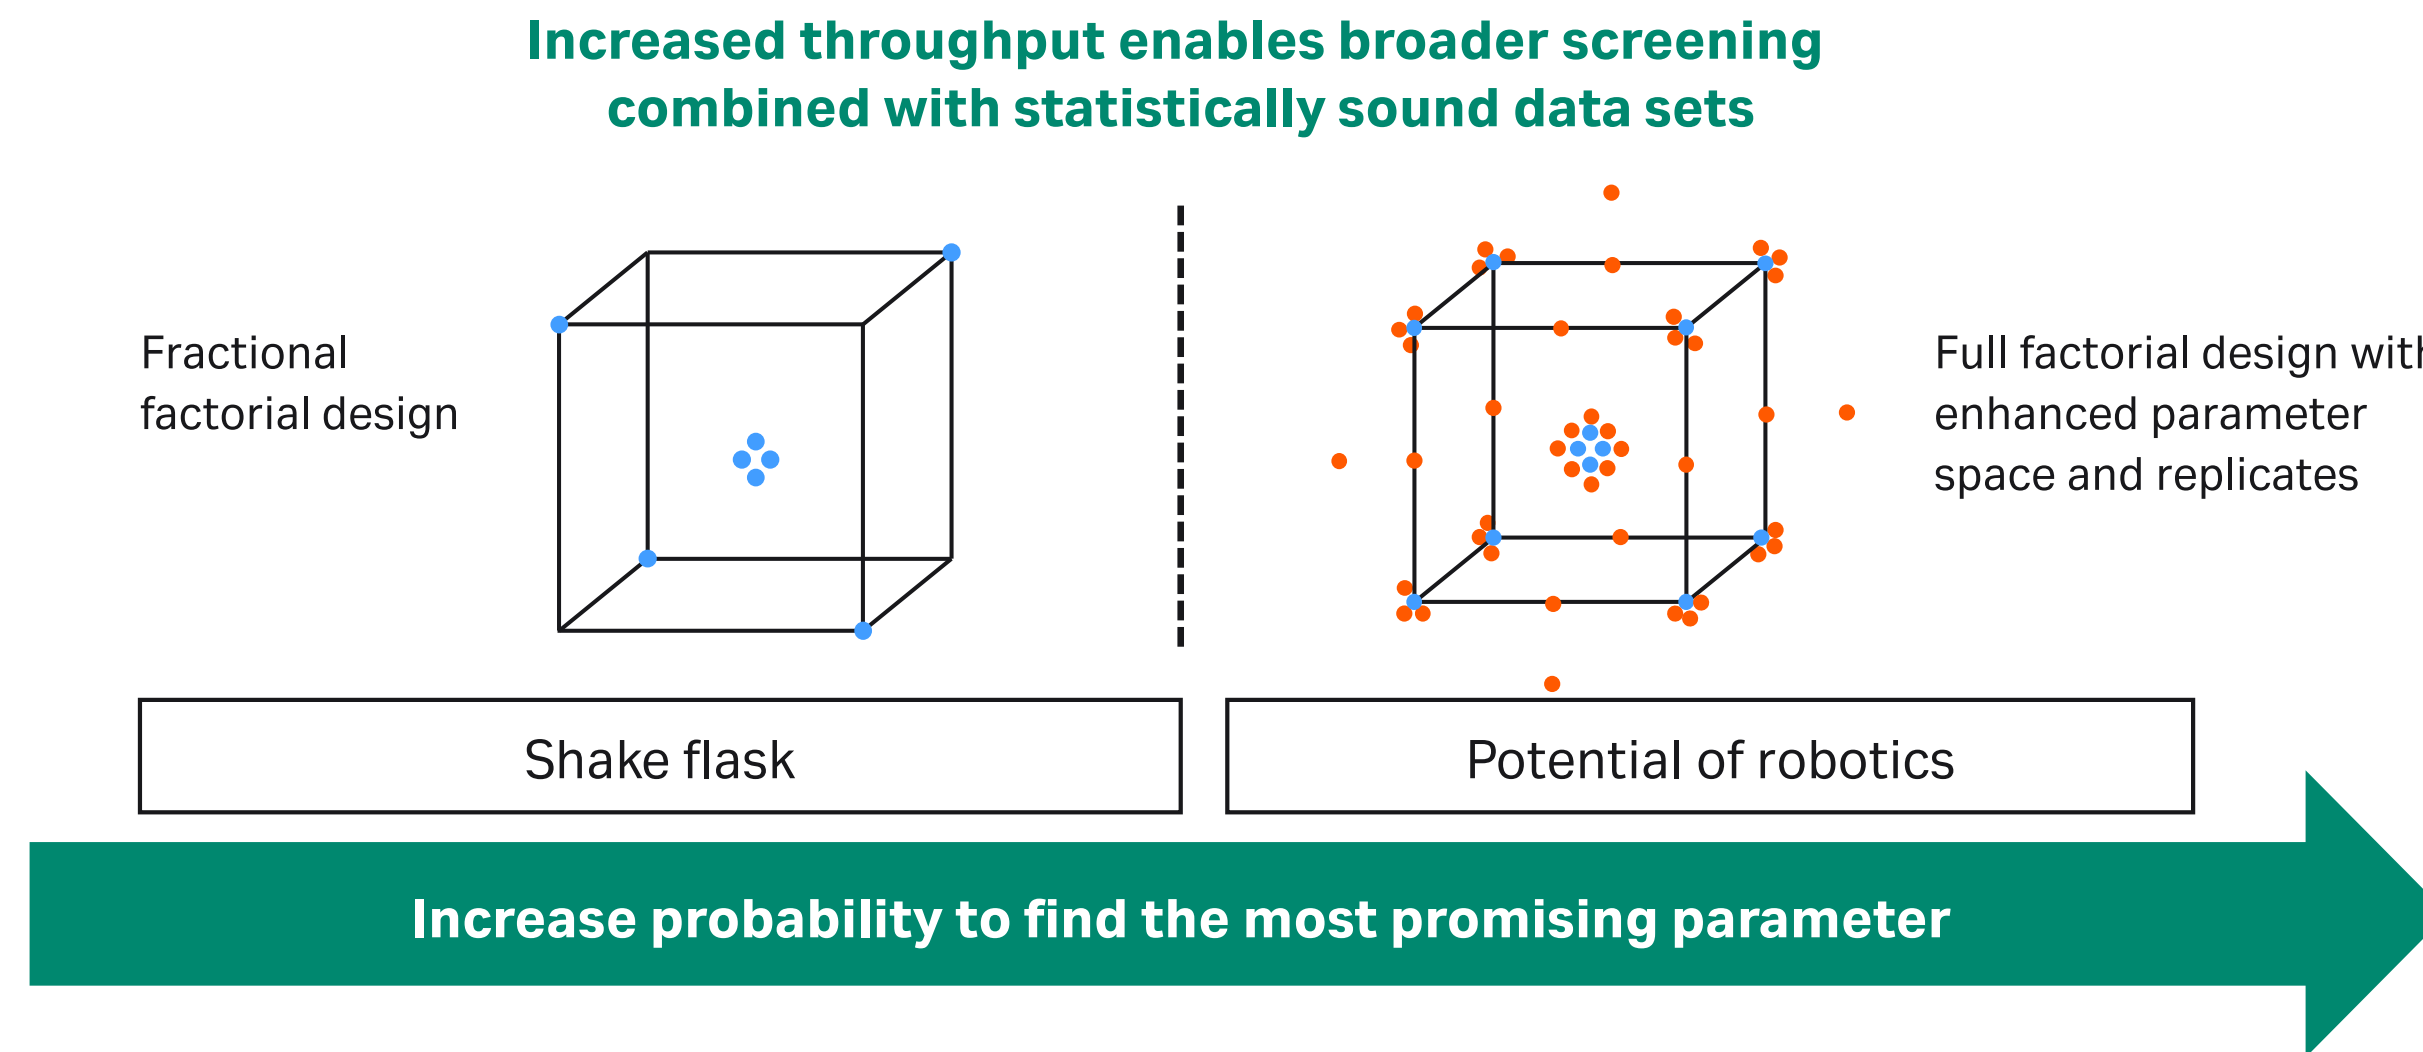 Increased throughput enables broader screening
combined with statistically sound data sets
Fractional
factorial design
Full factorial design with
enhanced parameter
space and replicates
Shake flask
Potential of robotics
Increase probability to find the most promising parameter